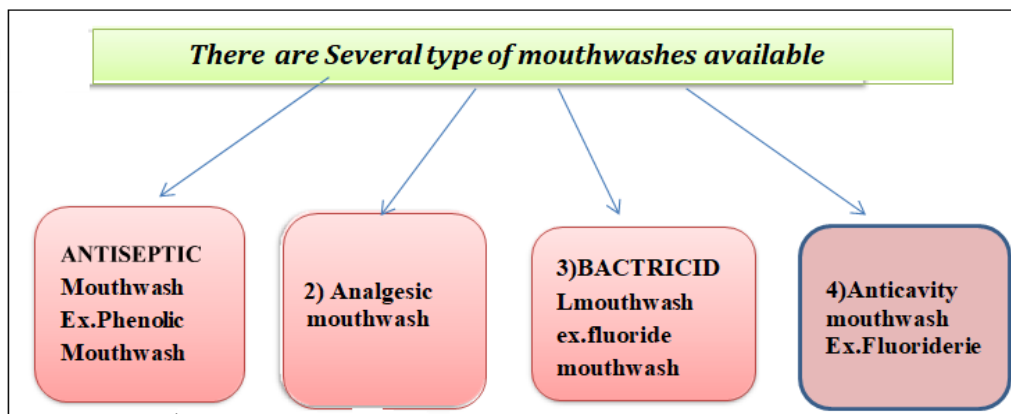 There are Several type of mouthwashes available
ANTISEPTIC
Mouthwash
Ex.Phenolic
Mouthwash
2) Analgesic
mouthwash
3)BACTRICID
Lmouthwash
ex.fluoride
mouthwash
4)Anticavity
mouthwash
Ex.Fluoriderie